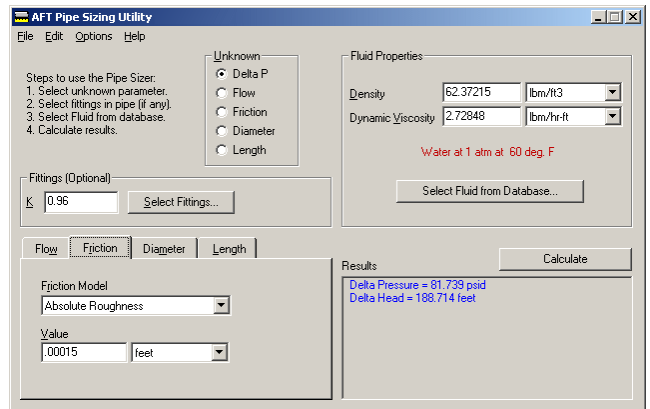 AFT Pipe Sizing Utility
File Edit Options Help
Steps to use the Pipe Sizer:
1. Select unknown parameter.
2. Select fittings in pipe (if any).
3. Select Fluid from database.
4. Calculate results.
Unknown
Delta P
Flow
Friction
Diameter
Length
Fluid Properties
Density 62.37215 lbm/ft3
Dynamic Viscosity 2.72848 lbm/hr-ft
Water at 1 atm at 60 deg. F
Select Fluid from Database...
Fittings (Optional)
K 0.96 Select Fittings...
Flow Friction Diameter Length
Friction Model
Absolute Roughness
Value
.00015 feet
Results Calculate
Delta Pressure = 81.739 psid
Delta Head = 188.714 feet